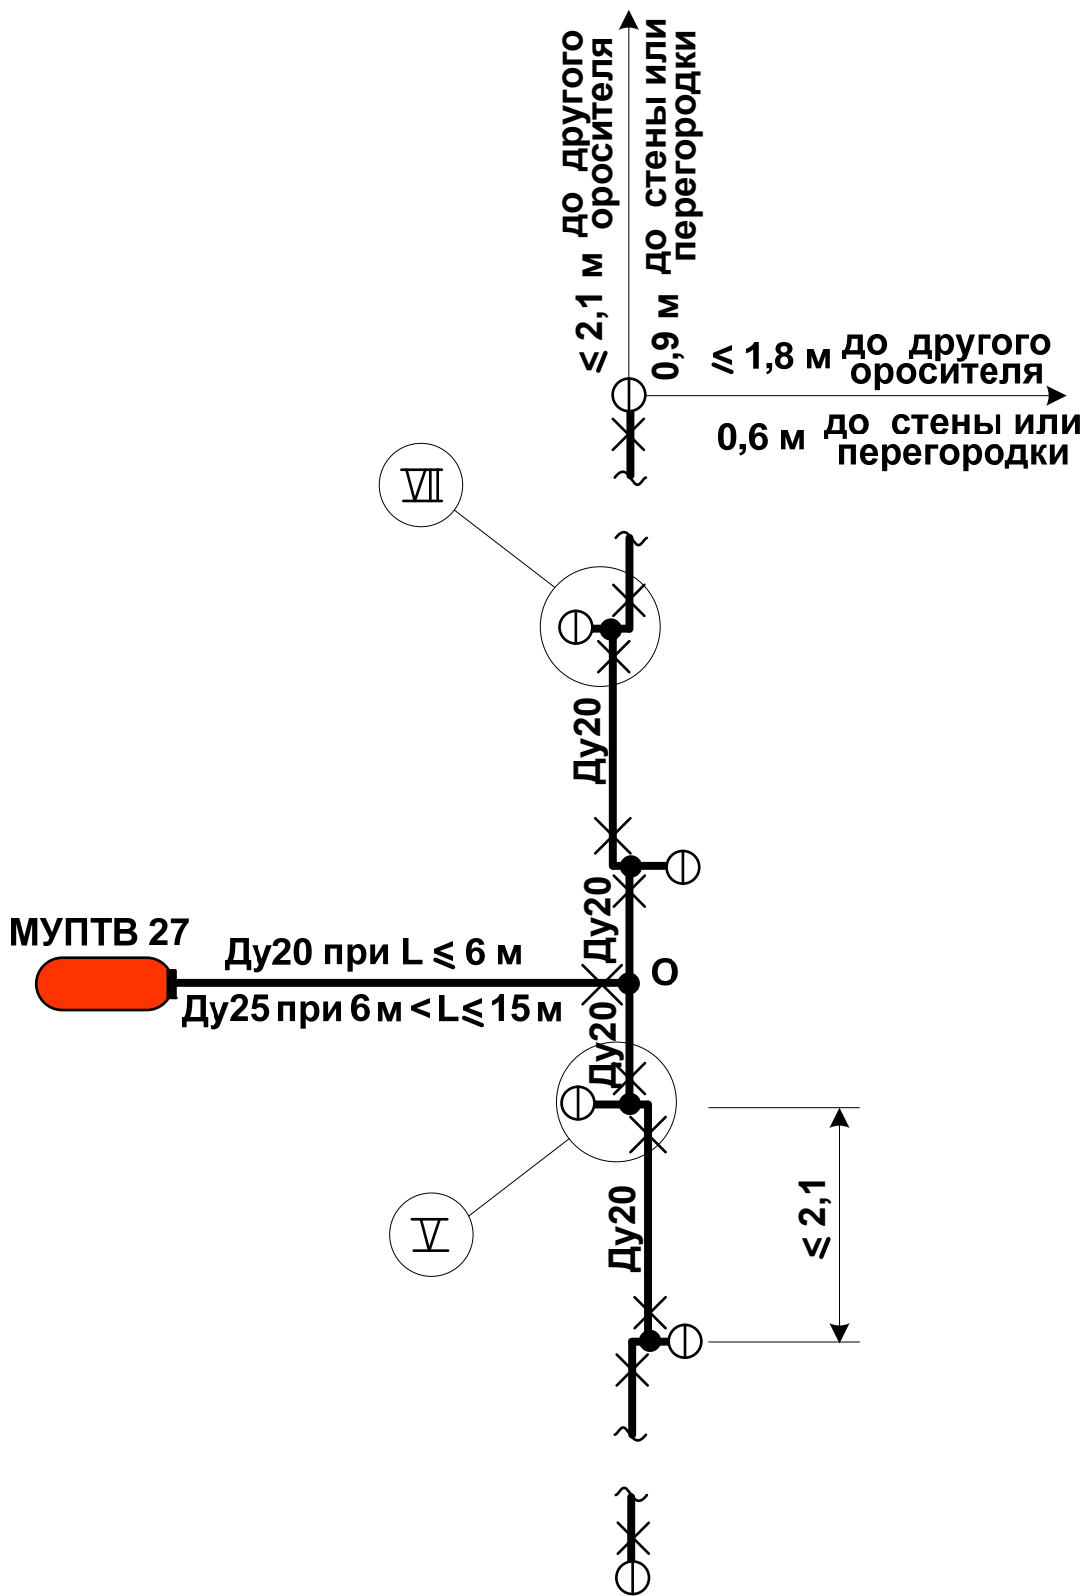 ≤ 2,1 м до другого
оросителя
0,9 м до стены или
перегородки
≤ 1,8 м до другого
оросителя
0,6 м до стены или
перегородки
VII
Ду20
Ду20
МУПТВ 27
Ду20 при L ≤ 6 м
О
Ду25 при 6 м < L ≤ 15 м
Ду20
V
Ду20
≤ 2,1